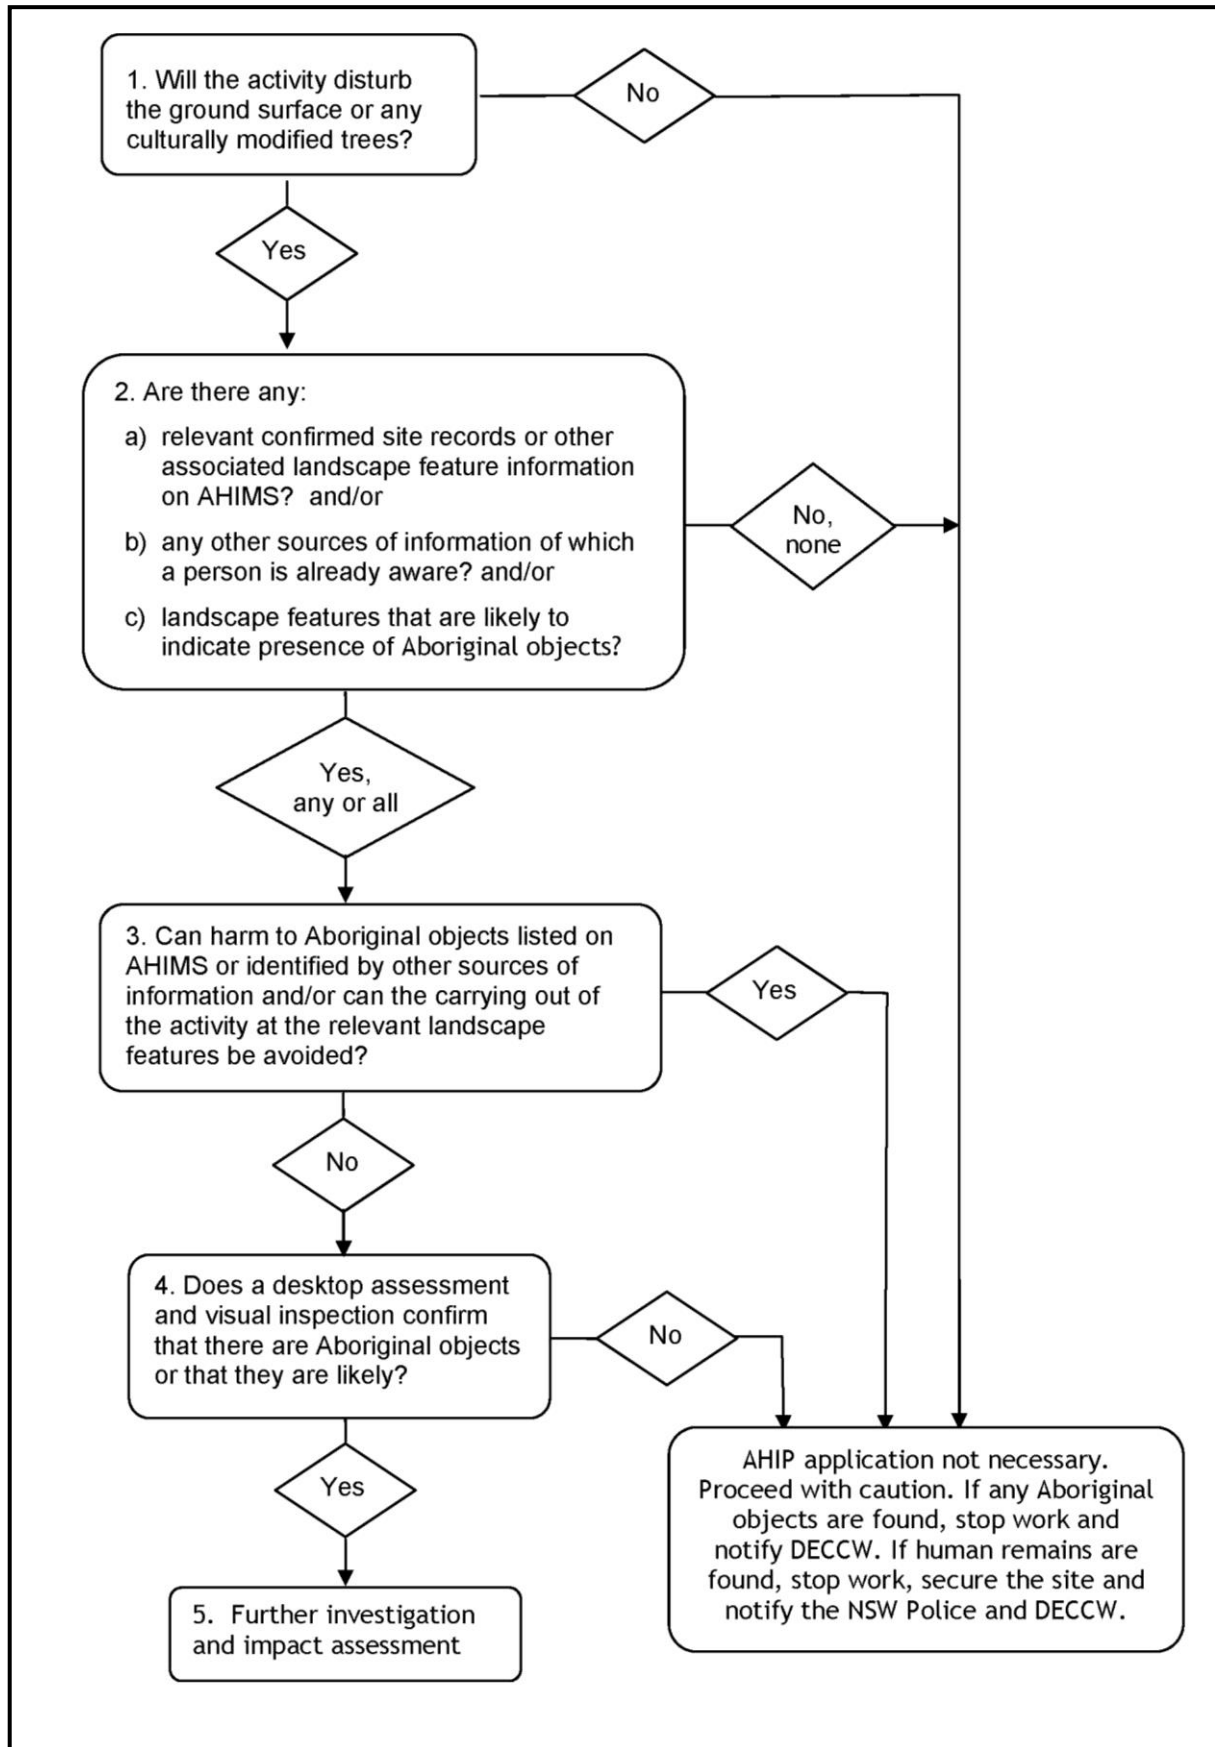 1. Will the activity disturb
the ground surface or any
culturally modified trees?
No
Yes
2. Are there any:
a) relevant confirmed site records or other
associated landscape feature information
on AHIMS? and/or
b) any other sources of information of which
a person is already aware? and/or
c) landscape features that are likely to
indicate presence of Aboriginal objects?
No,
none
Yes,
any or all
3. Can harm to Aboriginal objects listed on
AHIMS or identified by other sources of
information and/or can the carrying out of
the activity at the relevant landscape
features be avoided?
Yes
No
4. Does a desktop assessment
and visual inspection confirm
that there are Aboriginal objects
or that they are likely?
No
Yes
AHIP application not necessary.
Proceed with caution. If any Aboriginal
objects are found, stop work and
notify DECCW. If human remains are
found, stop work, secure the site and
notify the NSW Police and DECCW.
5. Further investigation
and impact assessment